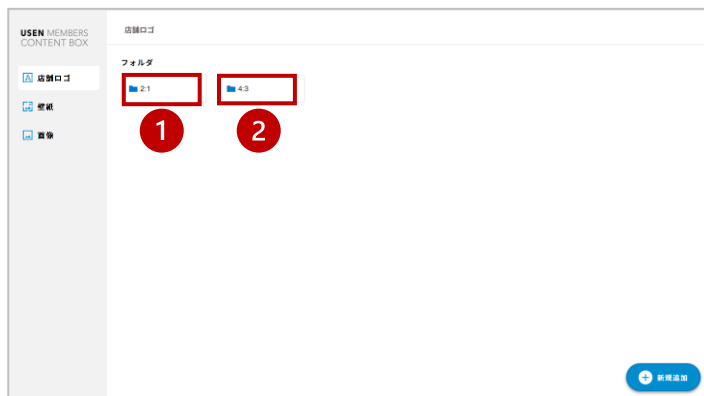 USEN MEMBERS
CONTENT BOX
店舗ロゴ
壁紙
画像
店舗ロゴ
フォルダ
2:1
4:3
1
2
新規追加